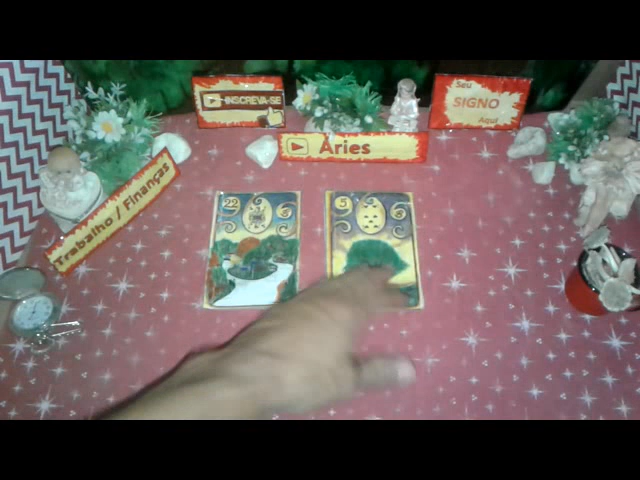 INSCREVA-SE
Seu
SIGNO
Aqui
Áries
Trabalho / Finanças
22
5